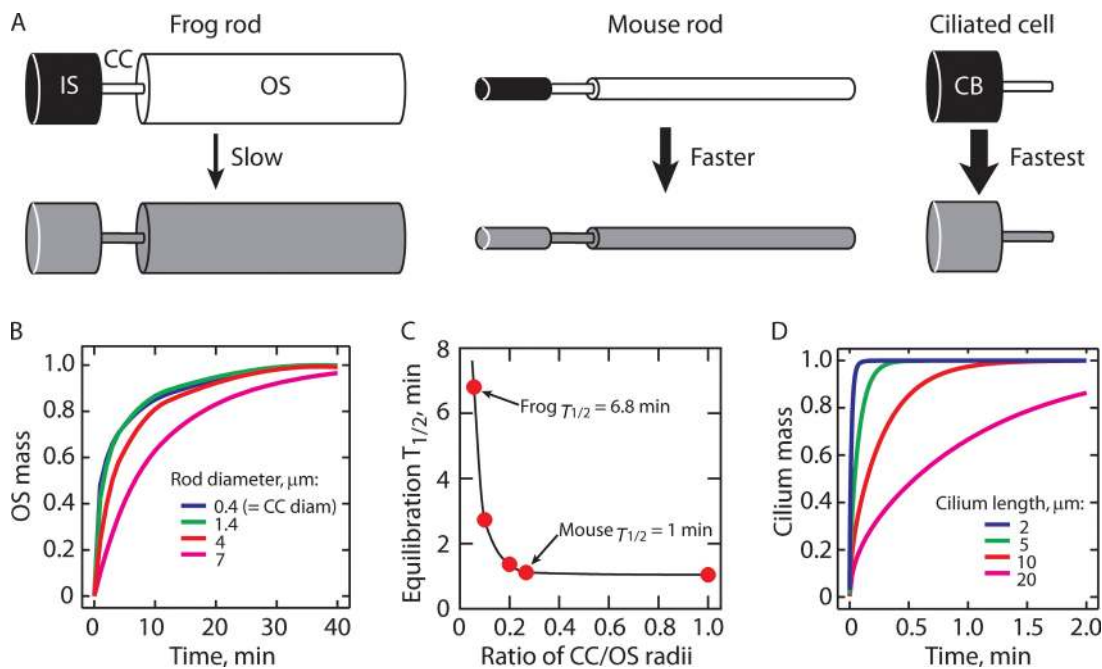 A
Frog rod
Mouse rod
Ciliated cell
IS
CC
OS
CB
Slow
Faster
Fastest
B
OS mass
1.0
0.8
0.6
0.4
0.2
0
Rod diameter, μm:
0.4 (= CC diam)
1.4
4
7
0 10 20 30 40
Time, min
C
Equilibration T1/2, min
8
6
4
2
0
Frog T1/2 = 6.8 min
Mouse T1/2 = 1 min
0 0.2 0.4 0.6 0.8 1.0
Ratio of CC/OS radii
D
Cilium mass
1.0
0.8
0.6
0.4
0.2
0
Cilium length, μm:
2
5
10
20
0 0.5 1.0 1.5 2.0
Time, min